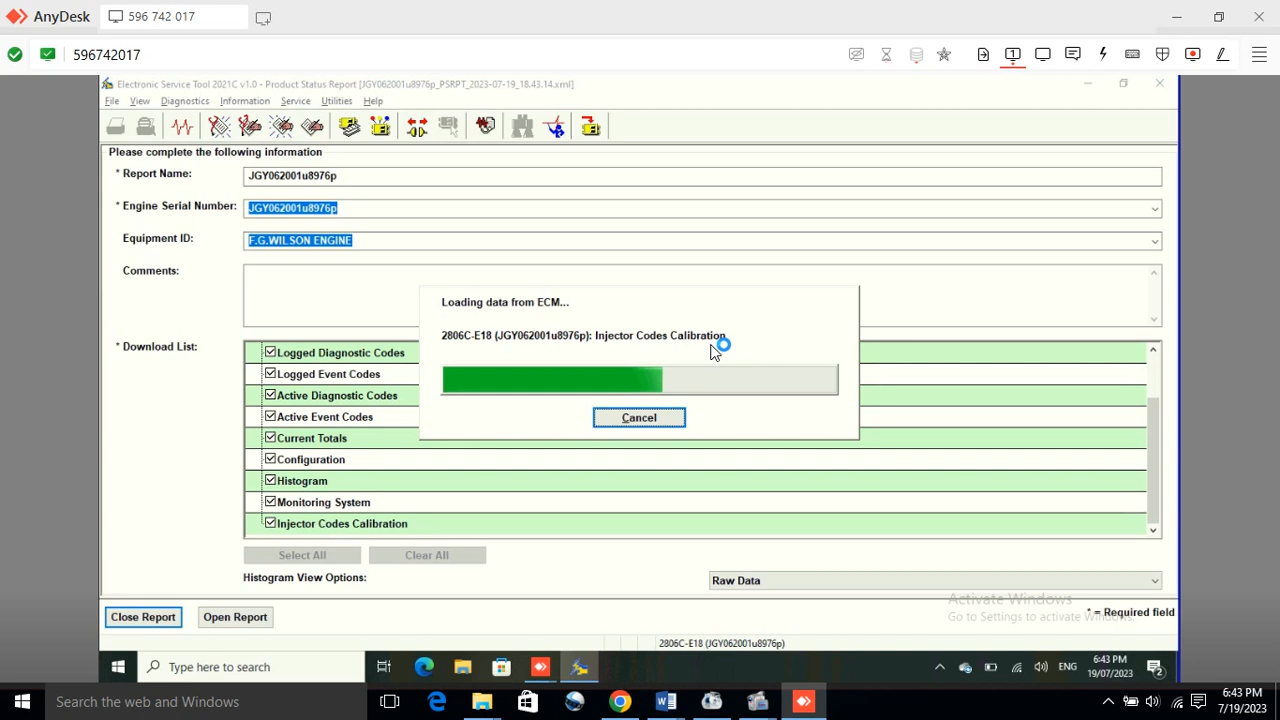 AnyDesk
596 742 017
596742017
Electronic Service Tool 2021C v1.0 - Product Status Report [JGY062001u8976p_PSRPT_2023-07-19_18.43.14.xml]
File View Diagnostics Information Service Utilities Help
Please complete the following information
* Report Name: JGY062001u8976p
* Engine Serial Number: JGY062001u8976p
Equipment ID: F.G.WILSON ENGINE
Comments:
Loading data from ECM...
2806C-E18 (JGY062001u8976p): Injector Codes Calibration
Cancel
* Download List:
Logged Diagnostic Codes
Logged Event Codes
Active Diagnostic Codes
Active Event Codes
Current Totals
Configuration
Histogram
Monitoring System
Injector Codes Calibration
Select All Clear All
Histogram View Options: Raw Data
Activate Windows
Go to Settings to activate Windows.
Close Report Open Report * = Required field
2806C-E18 (JGY062001u8976p)
Type here to search
ENG
6:43 PM
19/07/2023
2
Search the web and Windows
6:43 PM
7/19/2023